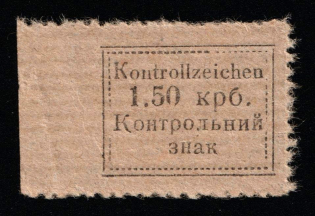 Kontrollzeichen
1.50 крб.
Контрольний
знак